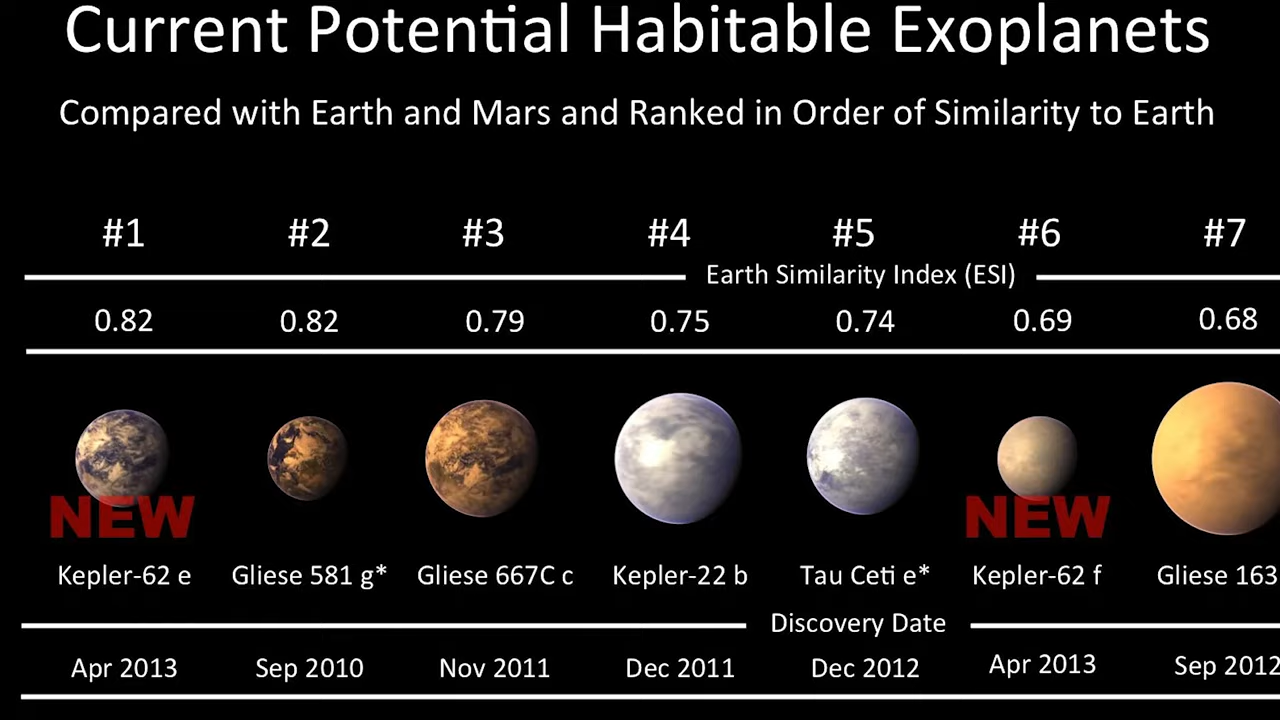 Current Potential Habitable Exoplanets
Compared with Earth and Mars and Ranked in Order of Similarity to Earth
#1 #2 #3 #4 #5 #6 #7
Earth Similarity Index (ESI)
0.82 0.82 0.79 0.75 0.74 0.69 0.68
NEW NEW
Kepler-62 e Gliese 581 g* Gliese 667C c Kepler-22 b Tau Ceti e* Kepler-62 f Gliese 163
Discovery Date
Apr 2013 Sep 2010 Nov 2011 Dec 2011 Dec 2012 Apr 2013 Sep 2012